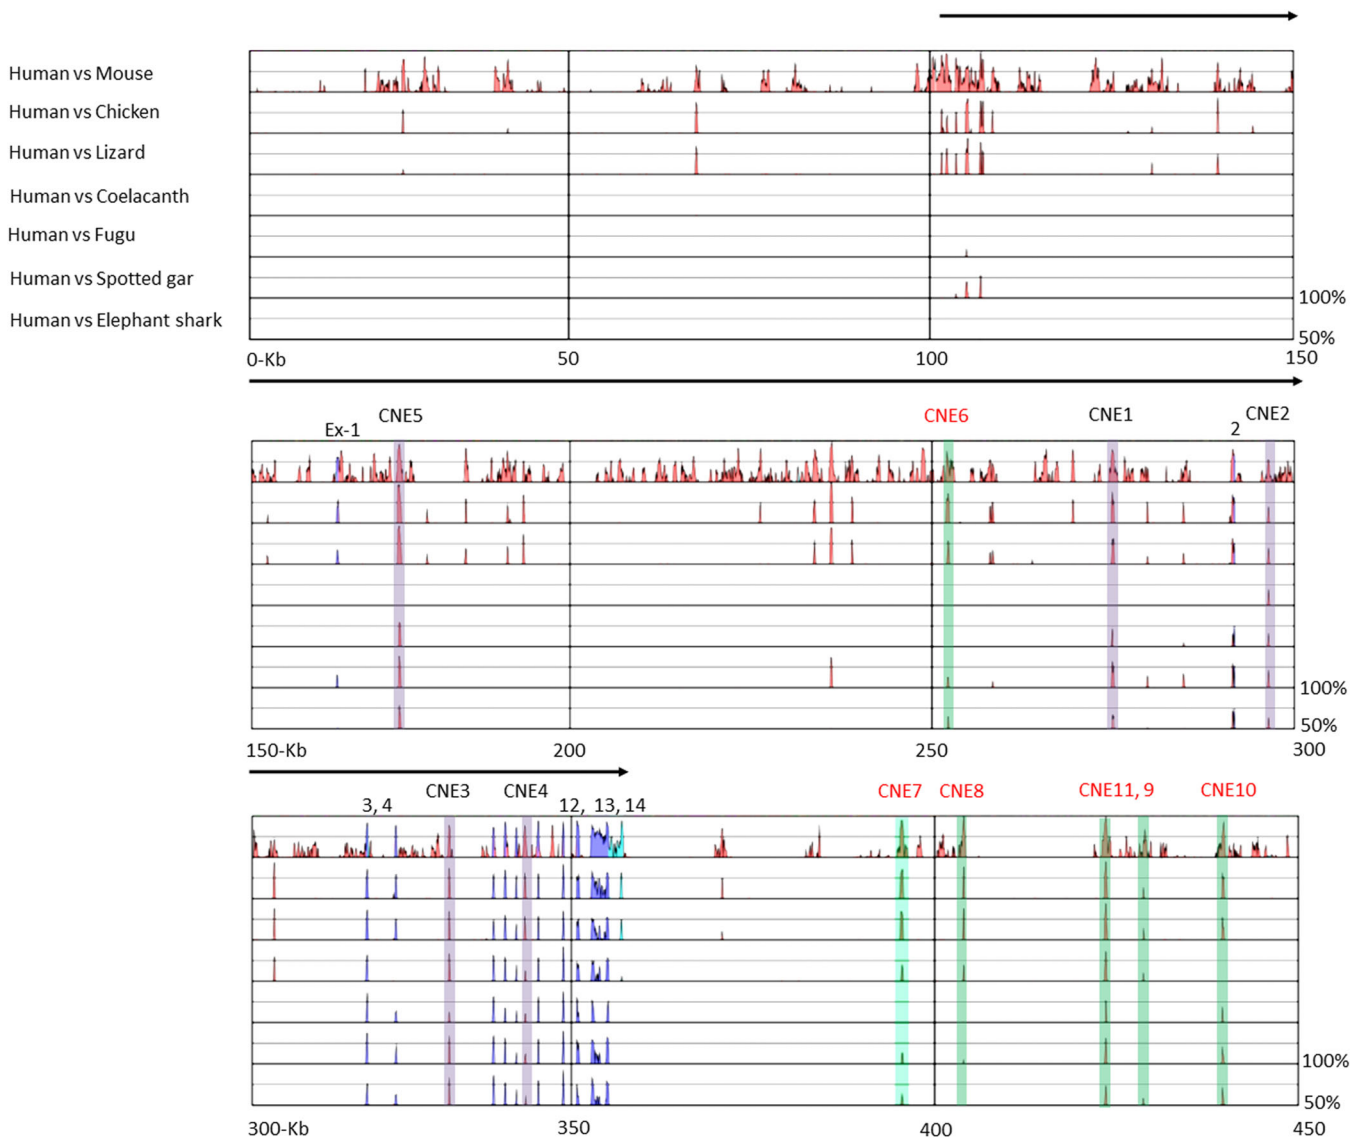 Human vs Mouse
Human vs Chicken
Human vs Lizard
Human vs Coelacanth
Human vs Fugu
Human vs Spotted gar
100%
Human vs Elephant shark
50%
0-Kb 50 100 150
CNE5 CNE6 CNE1 CNE2
Ex-1 2
100%
50%
150-Kb 200 250 300
CNE3 CNE4 CNE7 CNE8 CNE11, 9 CNE10
3, 4 12, 13, 14
100%
50%
300-Kb 350 400 450